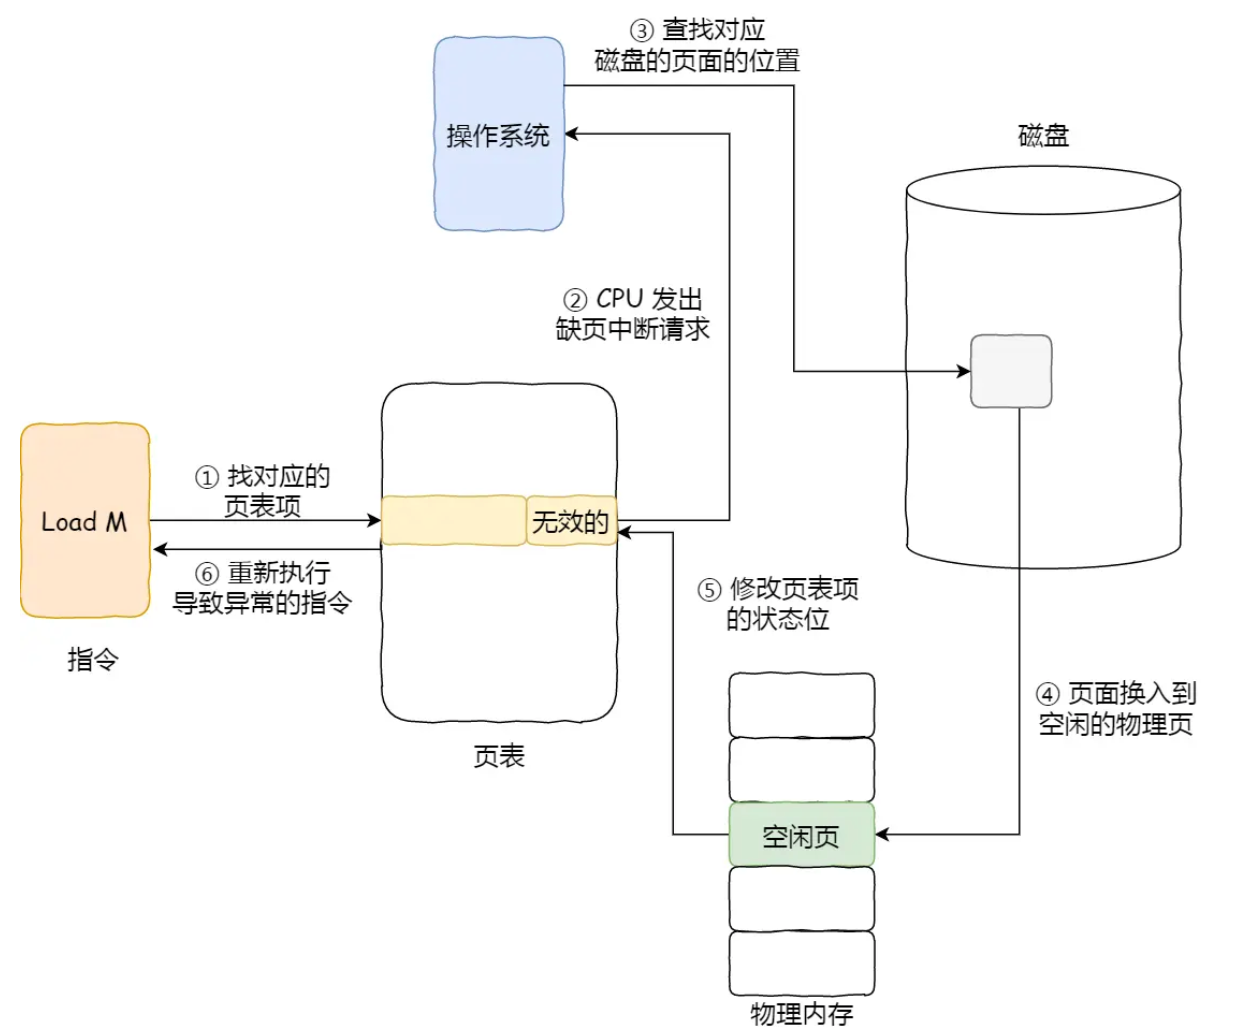 ③ 查找对应
磁盘的页面的位置
操作系统
磁盘
② CPU 发出
缺页中断请求
① 找对应的
页表项
Load M
无效的
⑥ 重新执行
导致异常的指令
指令
⑤ 修改页表项
的状态位
页表
④ 页面换入到
空闲的物理页
空闲页
物理内存